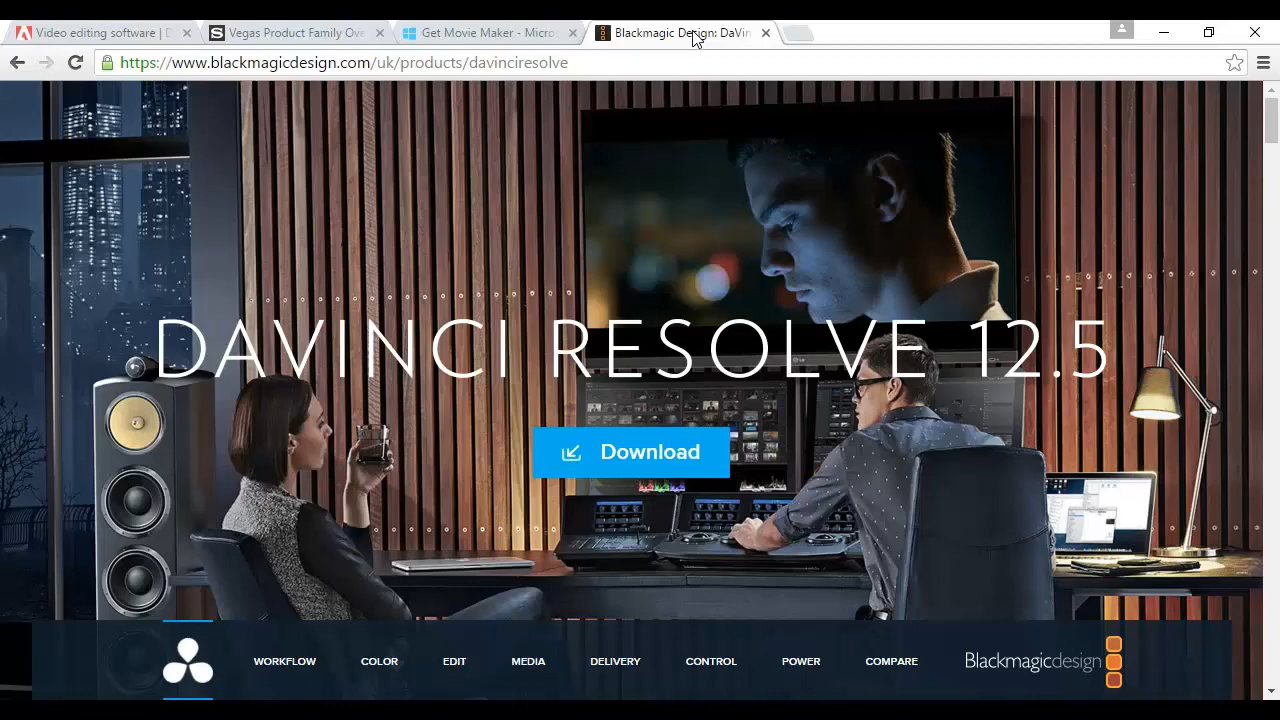 Video editing software | D
Vegas Product Family Ove
Get Movie Maker - Micros
Blackmagic Design: DaVin
https://www.blackmagicdesign.com/uk/products/davinciresolve
DAVINCI RESOLVE 12.5
Download
WORKFLOW COLOR EDIT MEDIA DELIVERY CONTROL POWER COMPARE Blackmagicdesign